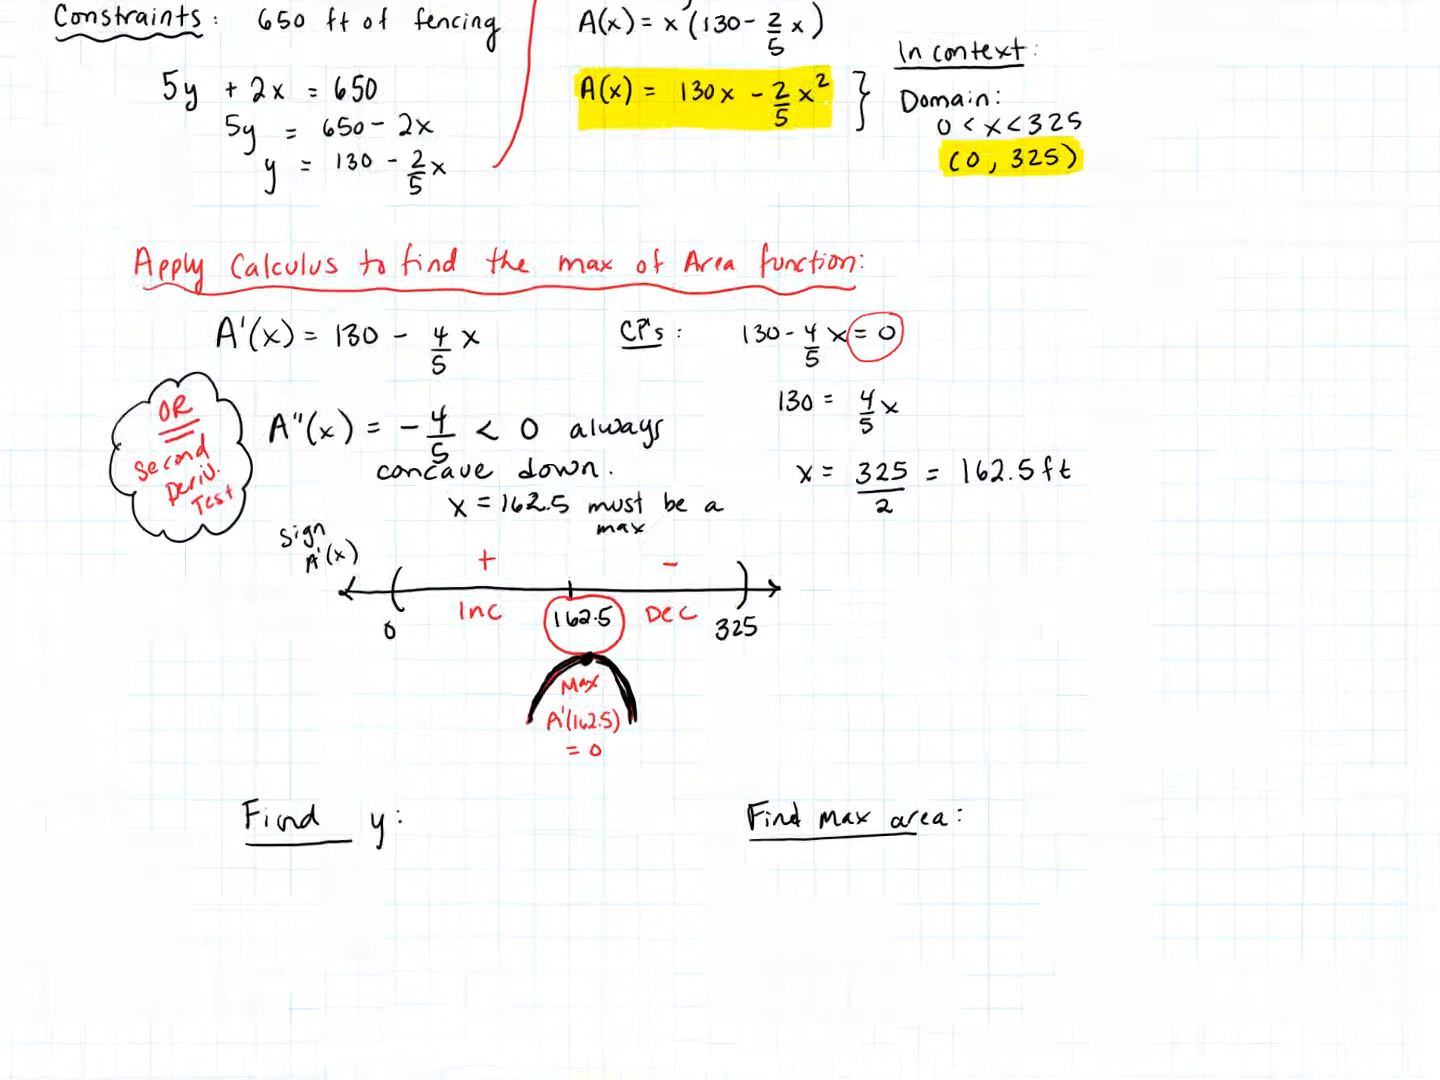 Constraints: 650 ft of fencing
5y + 2x = 650
5y = 650 - 2x
y = 130 - 2/5 x
A(x) = x (130 - 2/5 x)
A(x) = 130x - 2/5 x²
In context:
Domain:
0 < x < 325
(0, 325)
Apply Calculus to find the max of Area function:
A'(x) = 130 - 4/5 x
CP's: 130 - 4/5 x = 0
130 = 4/5 x
x = 325/2 = 162.5 ft
OR
Second
Deriv.
Test
A''(x) = -4/5 < 0 always
concave down.
x = 162.5 must be a
max
sign
A'(x)
+ -
Inc Dec
0 162.5 325
Max
A'(162.5)
= 0
Find y:
Find max area: